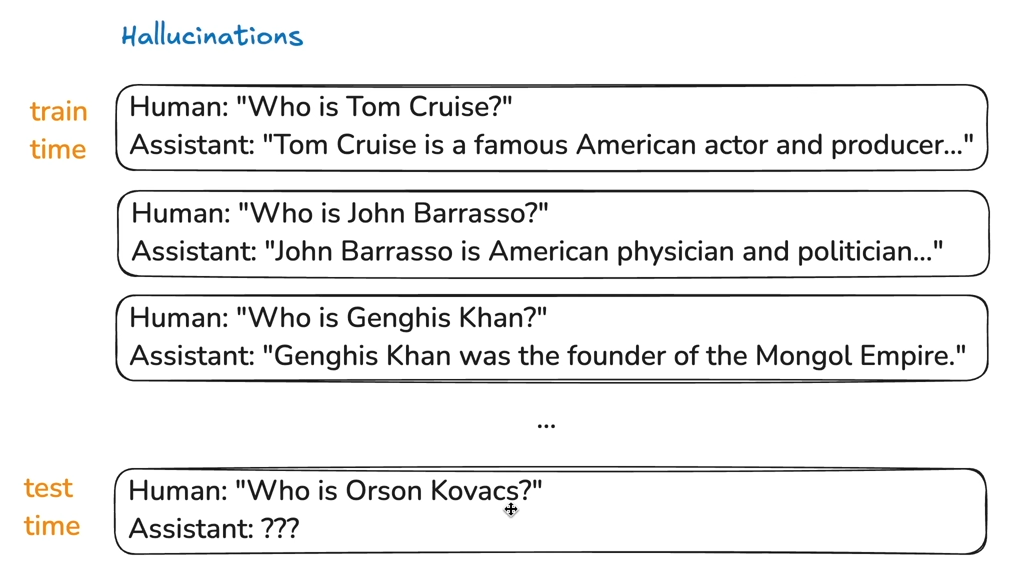 Hallucinations
train
time
Human: "Who is Tom Cruise?"
Assistant: "Tom Cruise is a famous American actor and producer..."
Human: "Who is John Barrasso?"
Assistant: "John Barrasso is American physician and politician..."
Human: "Who is Genghis Khan?"
Assistant: "Genghis Khan was the founder of the Mongol Empire."
...
test
time
Human: "Who is Orson Kovacs?"
Assistant: ???